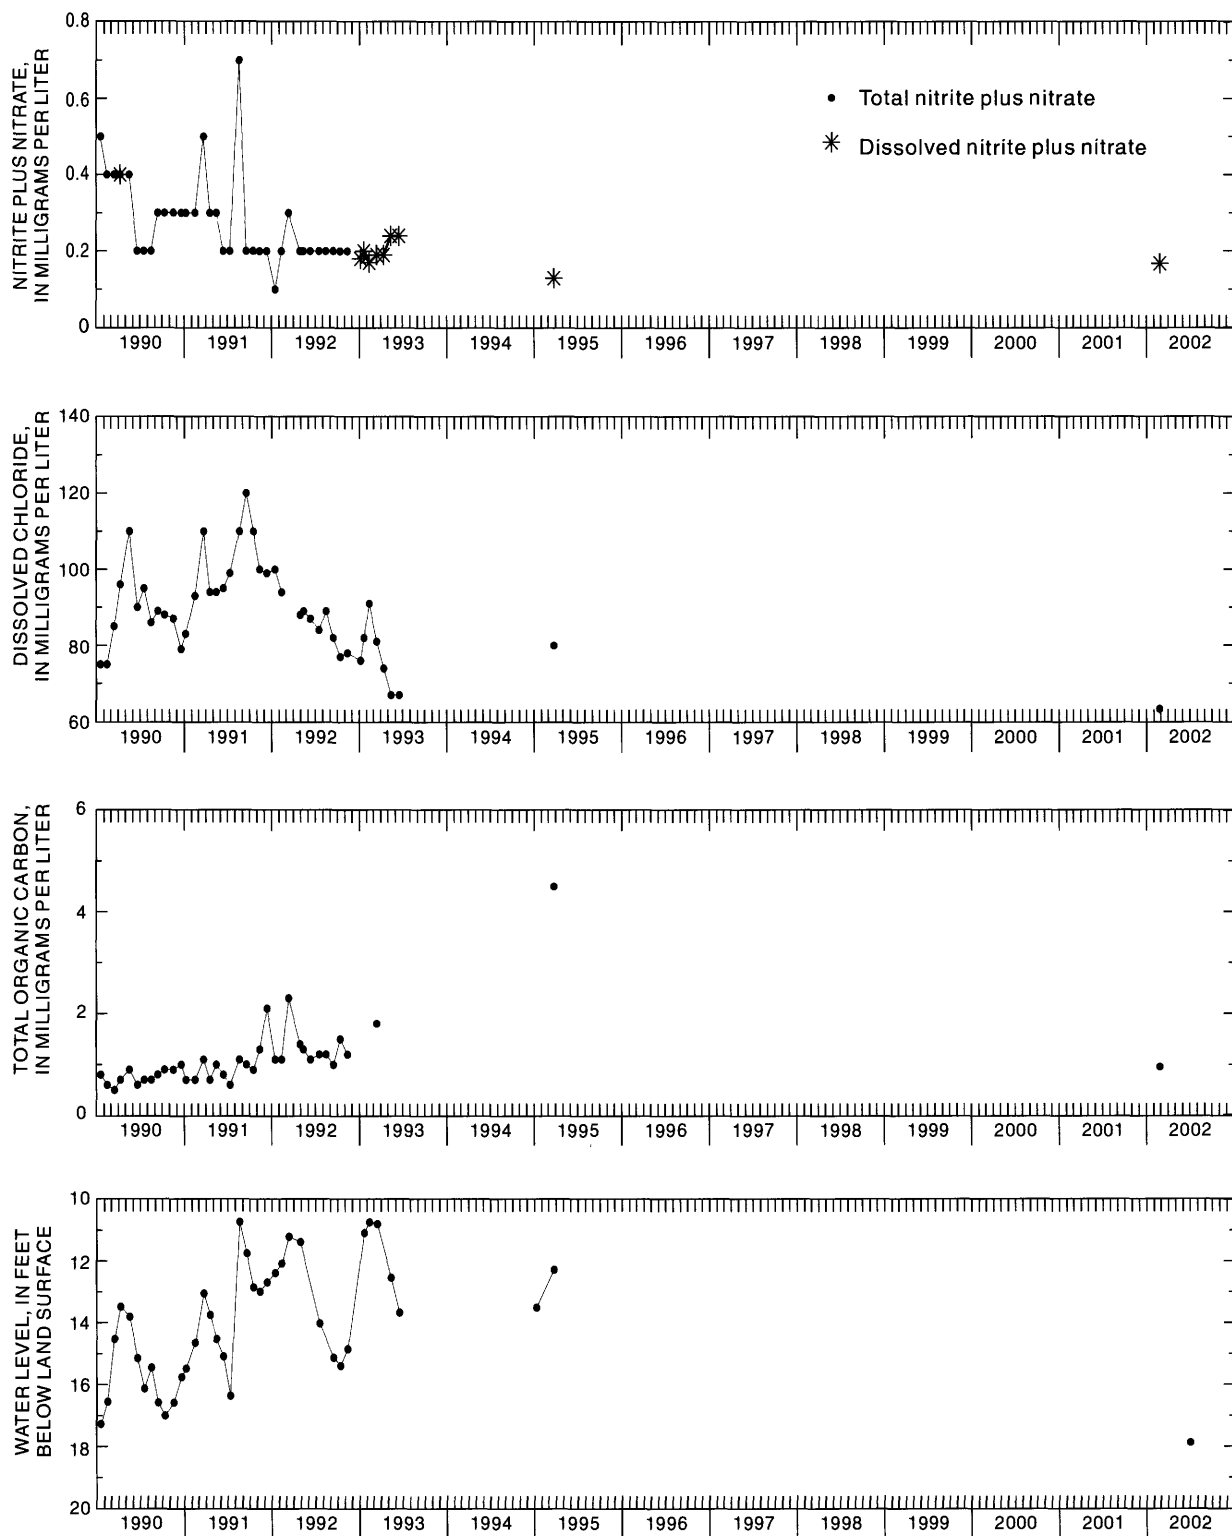 NITRITE PLUS NITRATE,
IN MILLIGRAMS PER LITER
0.8
0.6
0.4
0.2
0
Total nitrite plus nitrate
Dissolved nitrite plus nitrate
1990 1991 1992 1993 1994 1995 1996 1997 1998 1999 2000 2001 2002
DISSOLVED CHLORIDE,
IN MILLIGRAMS PER LITER
140
120
100
80
60
1990 1991 1992 1993 1994 1995 1996 1997 1998 1999 2000 2001 2002
TOTAL ORGANIC CARBON,
IN MILLIGRAMS PER LITER
6
4
2
0
1990 1991 1992 1993 1994 1995 1996 1997 1998 1999 2000 2001 2002
WATER LEVEL, IN FEET
BELOW LAND SURFACE
10
12
14
16
18
20
1990 1991 1992 1993 1994 1995 1996 1997 1998 1999 2000 2001 2002